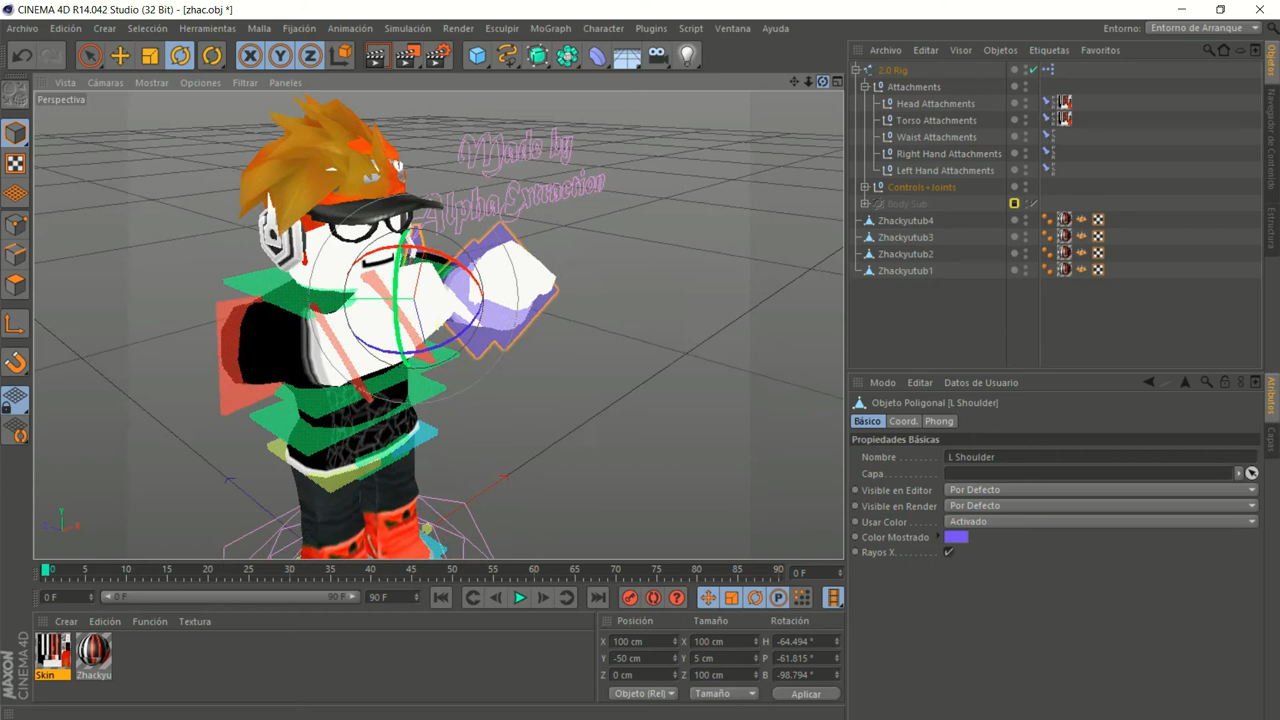 CINEMA 4D R14.042 Studio (32 Bit) - [zhac.obj *]
Archivo Edición Crear Selección Herramientas Malla Fijación Animación Simulación Render Esculpir MoGraph Character Plugins Script Ventana Ayuda Entorno: Entorno de Arranque
X Y Z
Archivo Editar Visor Objetos Etiquetas Favoritos
Vista Cámaras Mostrar Opciones Filtrar Paneles
Perspectiva
Made by
AlphaExtraction
2.0 Rig
Attachments
Head Attachments
Torso Attachments
Waist Attachments
Right Hand Attachments
Left Hand Attachments
Controls+Joints
Body Sub
Zhackyutub4
Zhackyutub3
Zhackyutub2
Zhackyutub1
Objetos
Navegador de Contenido
Estructura
Modo Editar Datos de Usuario
Objeto Poligonal [L Shoulder]
Básico Coord. Phong
Propiedades Básicas
Nombre L Shoulder
Capa
Visible en Editor Por Defecto
Visible en Render Por Defecto
Usar Color Activado
Color Mostrado
Rayos X
Atributos
Capas
Y
X
Z
0 5 10 15 20 25 30 35 40 45 50 55 60 65 70 75 80 85 90 0 F
0 F 0 F 90 F 90 F
Crear Edición Función Textura
Skin Zhackyu
Posición Tamaño Rotación
X 100 cm X 100 cm H -64.494 °
Y -50 cm Y 5 cm P -61.815 °
Z 0 cm Z 100 cm B -98.794 °
Objeto (Rel) Tamaño Aplicar
MAXON
CINEMA 4D